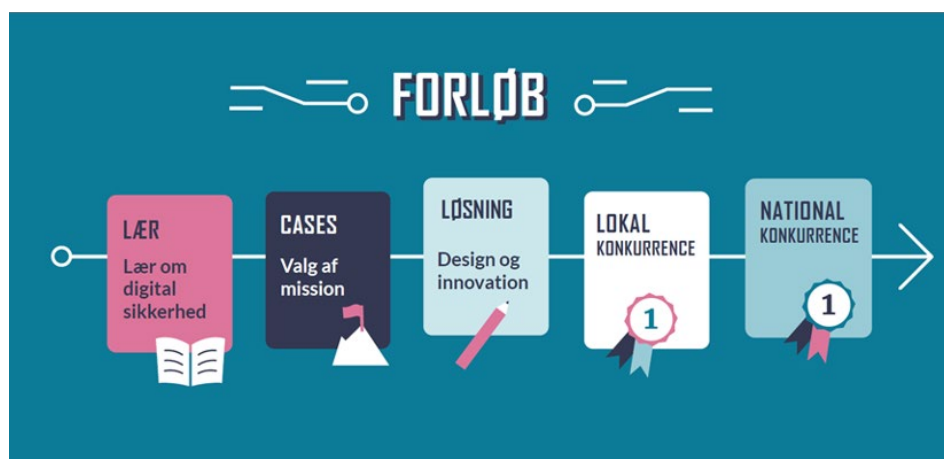 FORLØB
LÆR
Lær om
digital
sikkerhed
CASES
Valg af
mission
LØSNING
Design og
innovation
LOKAL
KONKURRENCE
1
NATIONAL
KONKURRENCE
1